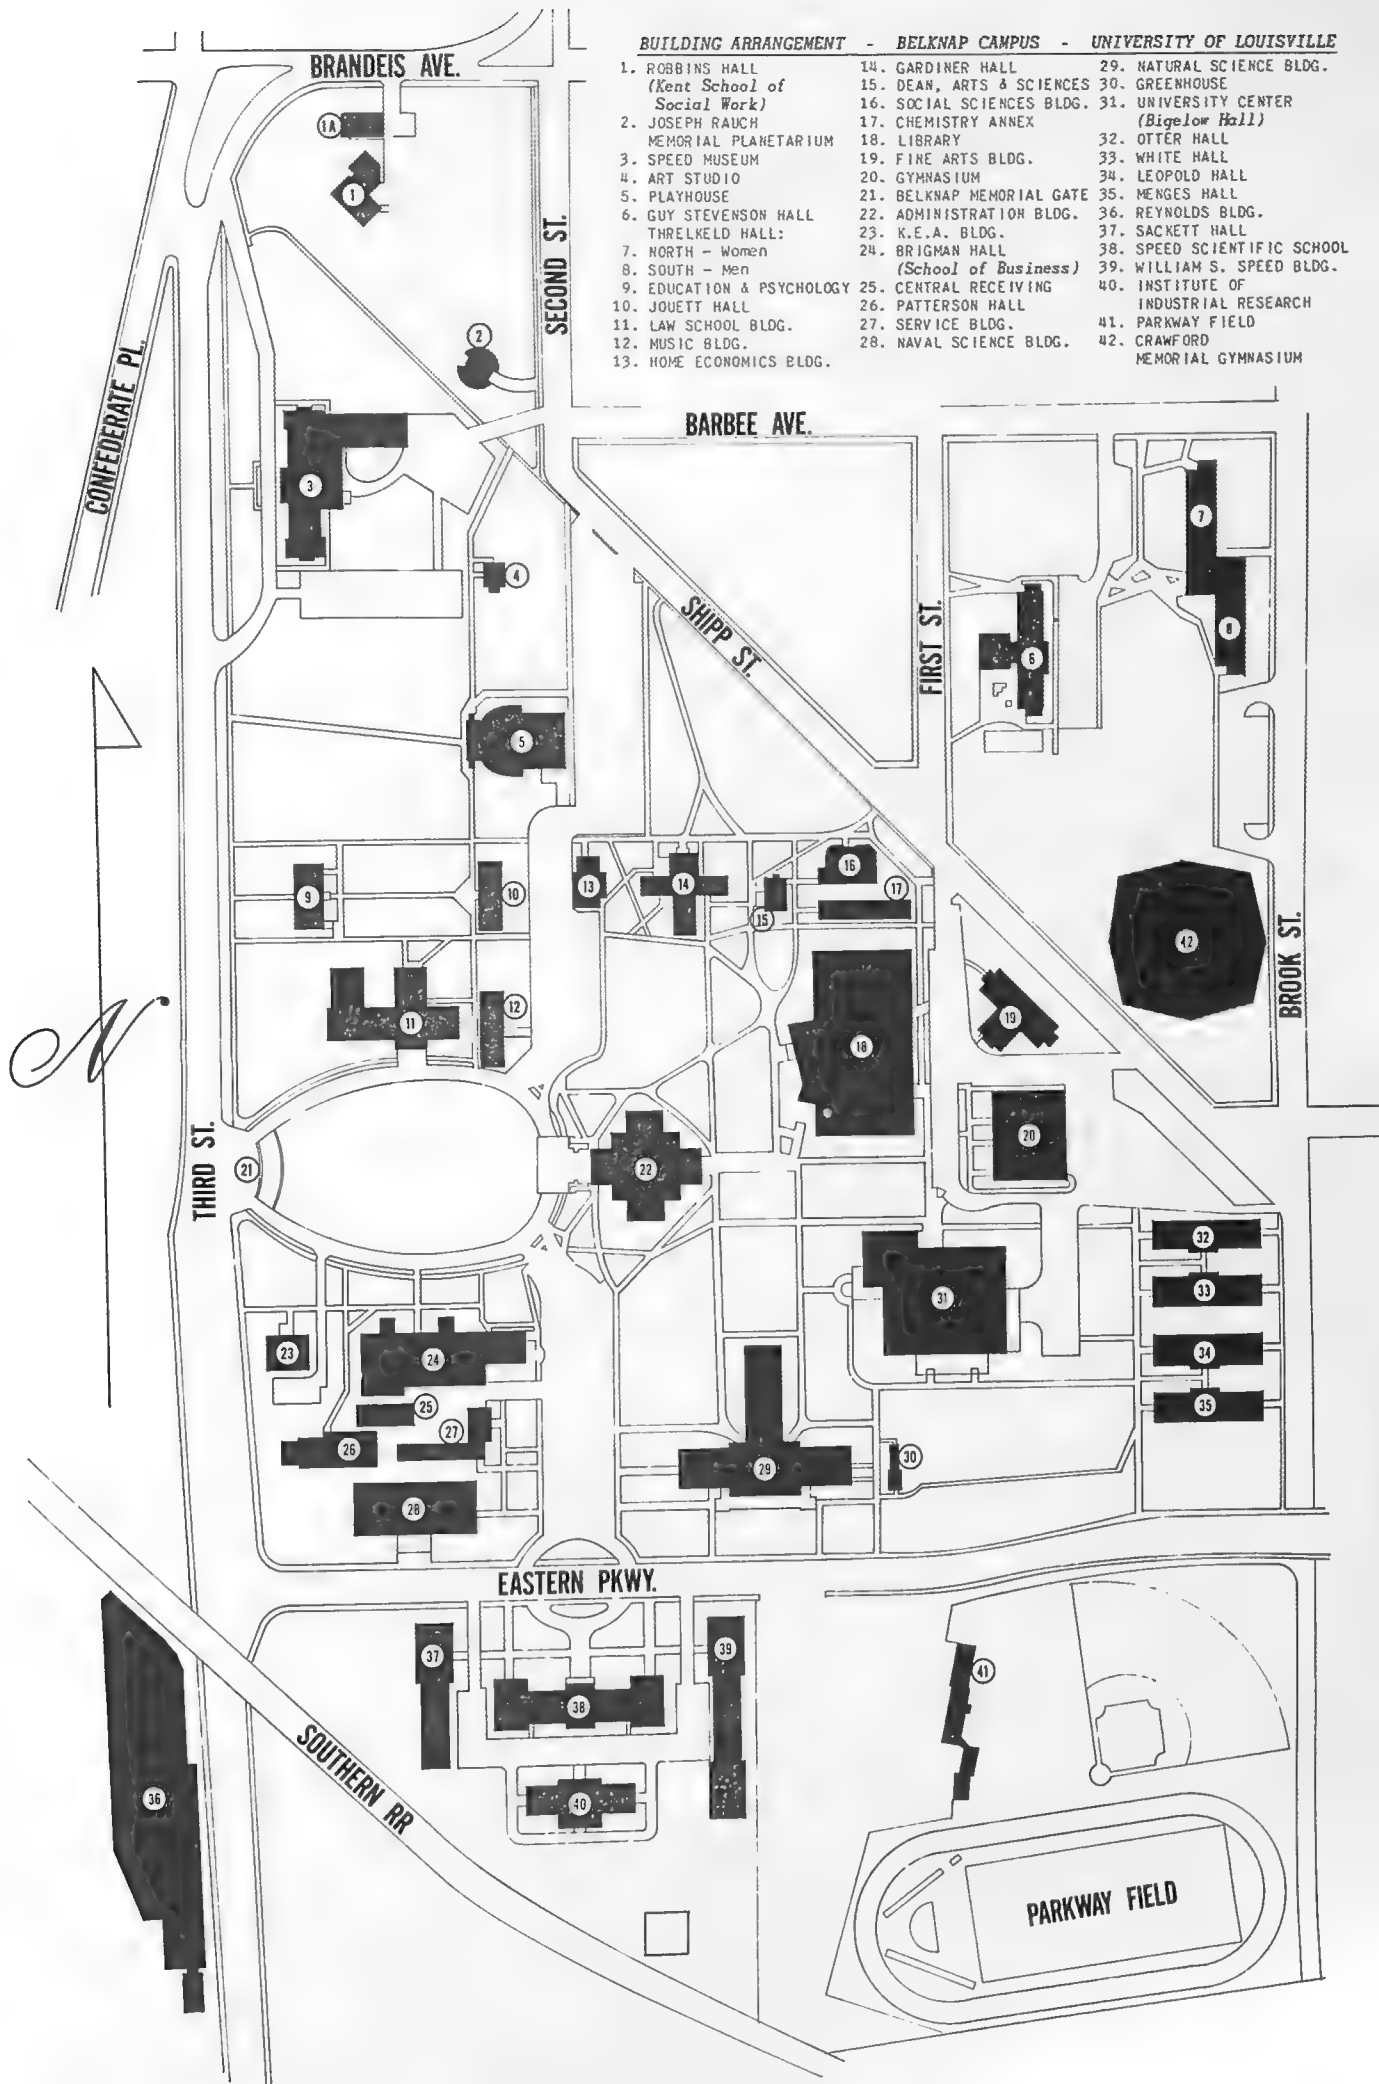 BUILDING ARRANGEMENT - BELKNAP CAMPUS - UNIVERSITY OF LOUISVILLE
1. ROBBINS HALL
(Kent School of
Social Work)
2. JOSEPH RAUCH
MEMORIAL PLANETARIUM
3. SPEED MUSEUM
4. ART STUDIO
5. PLAYHOUSE
6. GUY STEVENSON HALL
THRELKELD HALL:
7. NORTH - Women
8. SOUTH - Men
9. EDUCATION & PSYCHOLOGY
10. JOUETT HALL
11. LAW SCHOOL BLDG.
12. MUSIC BLDG.
13. HOME ECONOMICS BLDG.
14. GARDINER HALL
15. DEAN, ARTS & SCIENCES
16. SOCIAL SCIENCES BLDG.
17. CHEMISTRY ANNEX
18. LIBRARY
19. FINE ARTS BLDG.
20. GYMNASIUM
21. BELKNAP MEMORIAL GATE
22. ADMINISTRATION BLDG.
23. K.E.A. BLDG.
24. BRIGMAN HALL
(School of Business)
25. CENTRAL RECEIVING
26. PATTERSON HALL
27. SERVICE BLDG.
28. NAVAL SCIENCE BLDG.
29. NATURAL SCIENCE BLDG.
30. GREENHOUSE
31. UNIVERSITY CENTER
(Bigelow Hall)
32. OTTER HALL
33. WHITE HALL
34. LEOPOLD HALL
35. MENGES HALL
36. REYNOLDS BLDG.
37. SACKETT HALL
38. SPEED SCIENTIFIC SCHOOL
39. WILLIAM S. SPEED BLDG.
40. INSTITUTE OF
INDUSTRIAL RESEARCH
41. PARKWAY FIELD
42. CRAWFORD
MEMORIAL GYMNASIUM
BRANDEIS AVE.
1A
1
SECOND ST.
2
CONFEDERATE PL.
BARBEE AVE.
3
7
4
SHIPP ST.
FIRST ST.
6
8
5
9
10
13
14
15
16
17
42
BROOK ST.
11
12
18
19
N
THIRD ST.
21
22
20
32
33
31
23
24
34
25
35
27
26
29
30
28
EASTERN PKWY.
37
39
41
38
SOUTHERN RR
36
40
PARKWAY FIELD